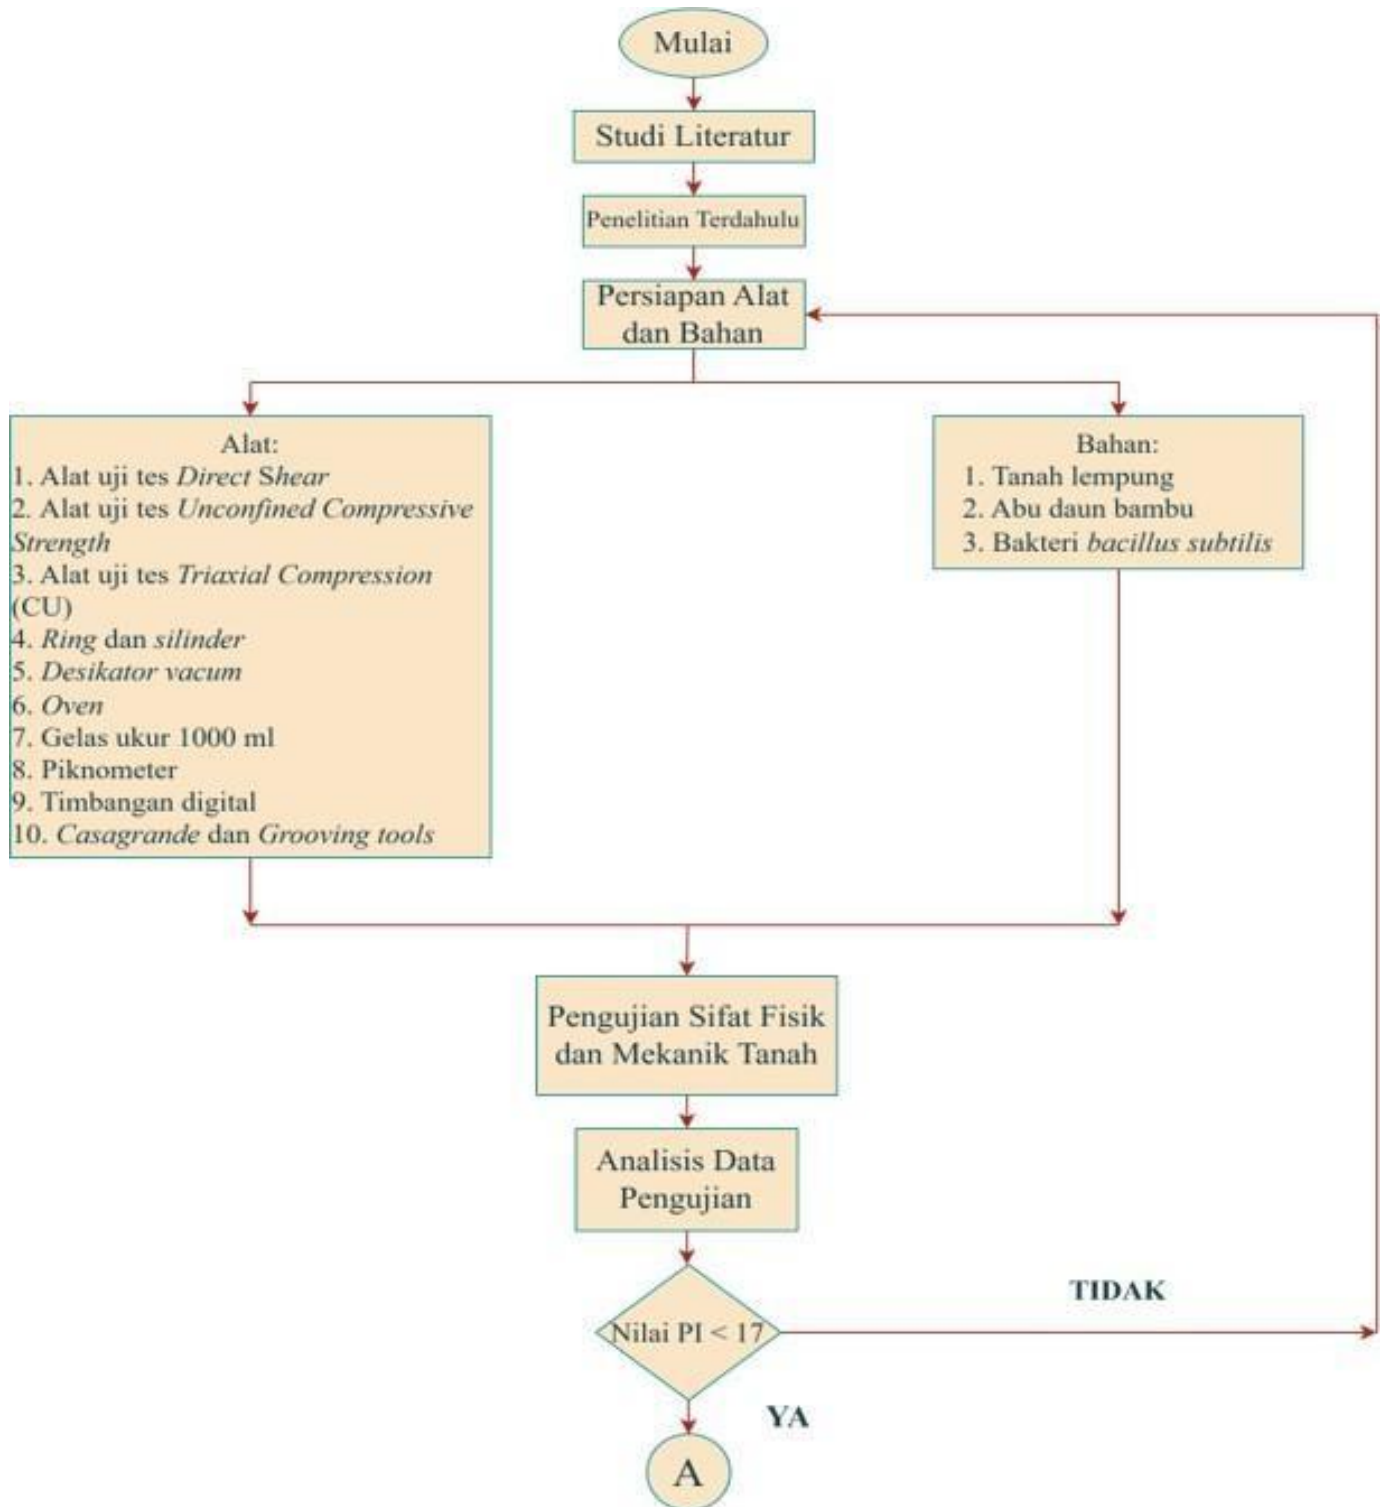 Mulai
Studi Literatur
Penelitian Terdahulu
Persiapan Alat
dan Bahan
Alat:
1. Alat uji tes Direct Shear
2. Alat uji tes Unconfined Compressive
Strength
3. Alat uji tes Triaxial Compression
(CU)
4. Ring dan silinder
5. Desikator vacum
6. Oven
7. Gelas ukur 1000 ml
8. Piknometer
9. Timbangan digital
10. Casagrande dan Grooving tools
Bahan:
1. Tanah lempung
2. Abu daun bambu
3. Bakteri bacillus subtilis
Pengujian Sifat Fisik
dan Mekanik Tanah
Analisis Data
Pengujian
Nilai PI < 17
TIDAK
YA
A